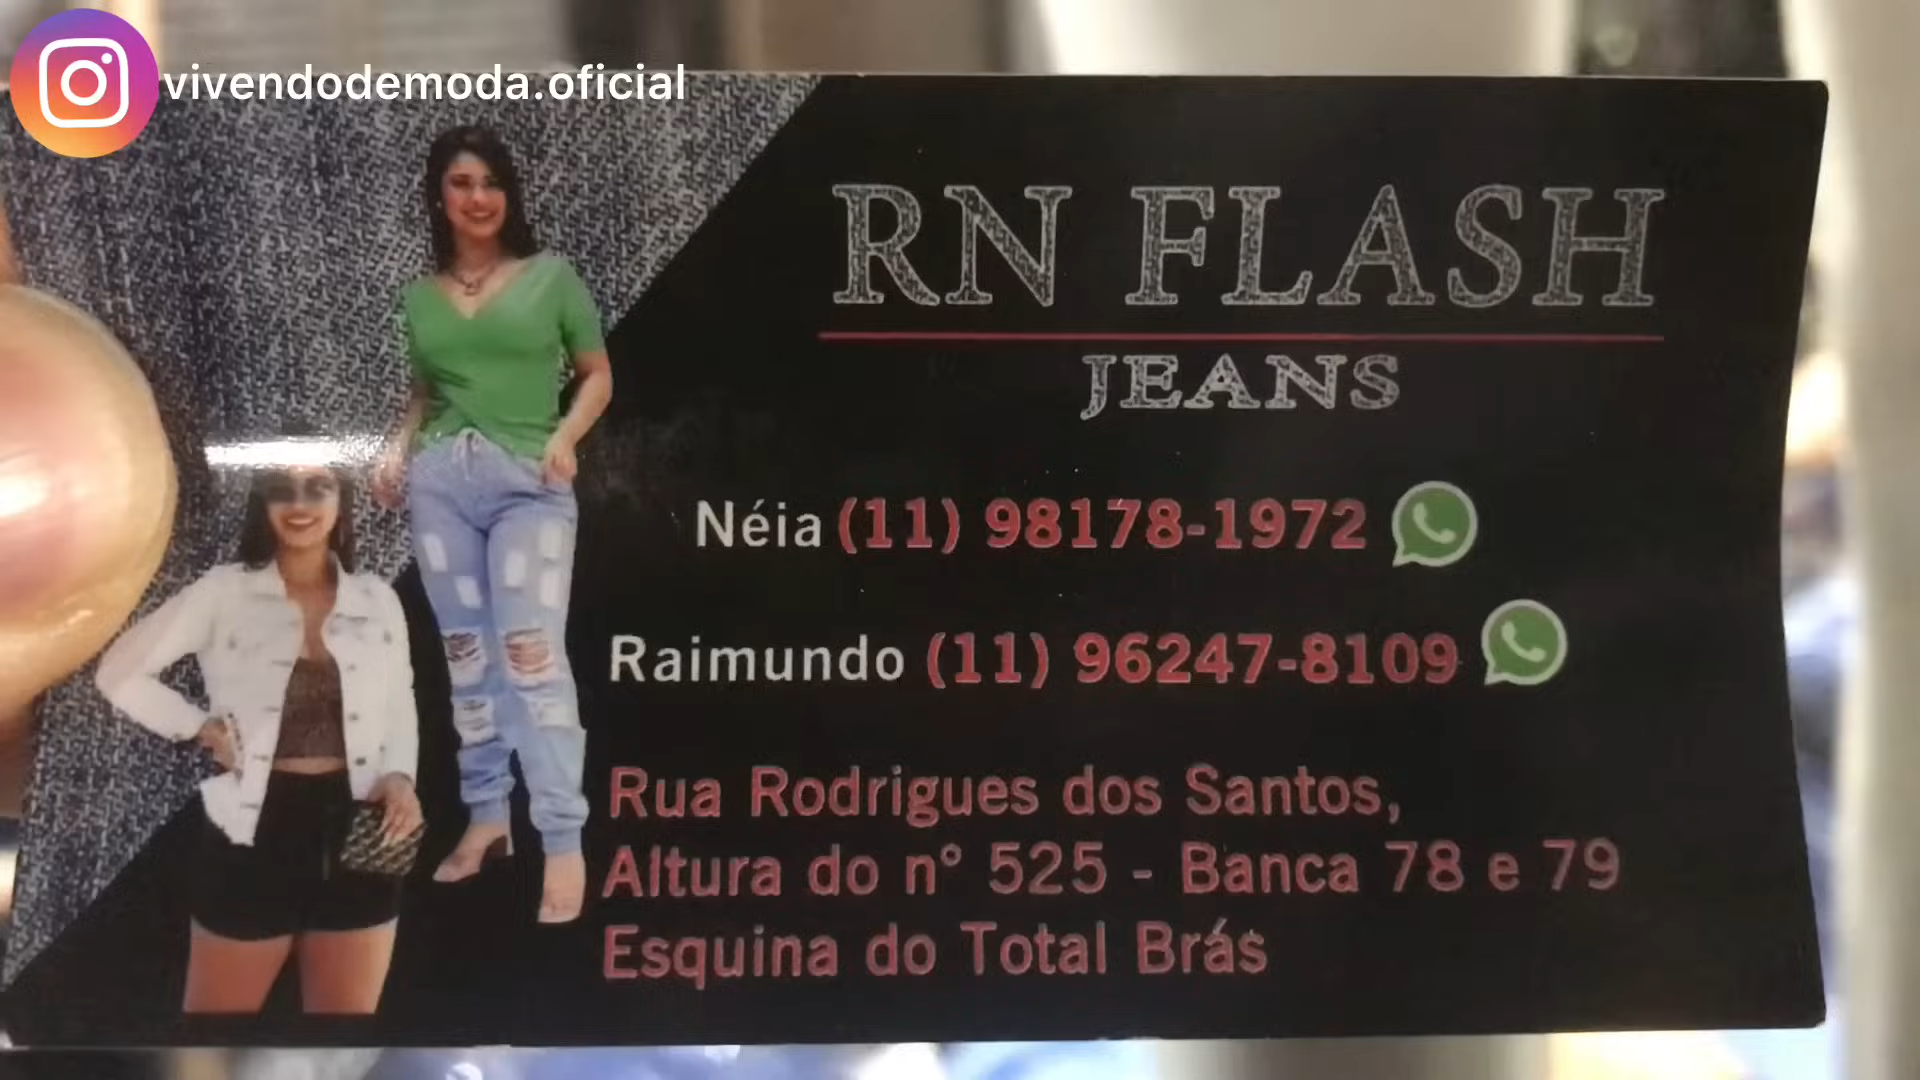 vivendodemoda.oficial
RN FLASH
JEANS
Néia (11) 98178-1972
Raimundo (11) 96247-8109
Rua Rodrigues dos Santos,
Altura do nº 525 - Banca 78 e 79
Esquina do Total Brás